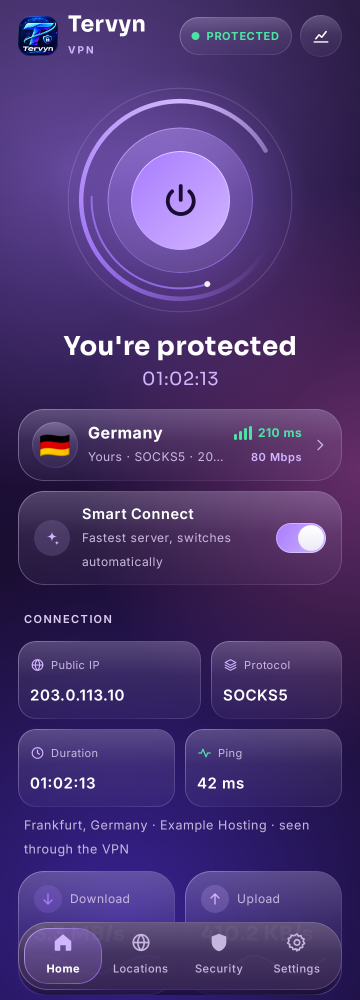 Tervyn
Tervyn
VPN
PROTECTED
You're protected
01:02:13
Germany
210 ms
Yours · SOCKS5 · 20...
80 Mbps
Smart Connect
Fastest server, switches
automatically
CONNECTION
Public IP
Protocol
203.0.113.10
SOCKS5
Duration
Ping
01:02:13
42 ms
Frankfurt, Germany · Example Hosting · seen
through the VPN
Download
Upload
Home
Locations
Security
Settings